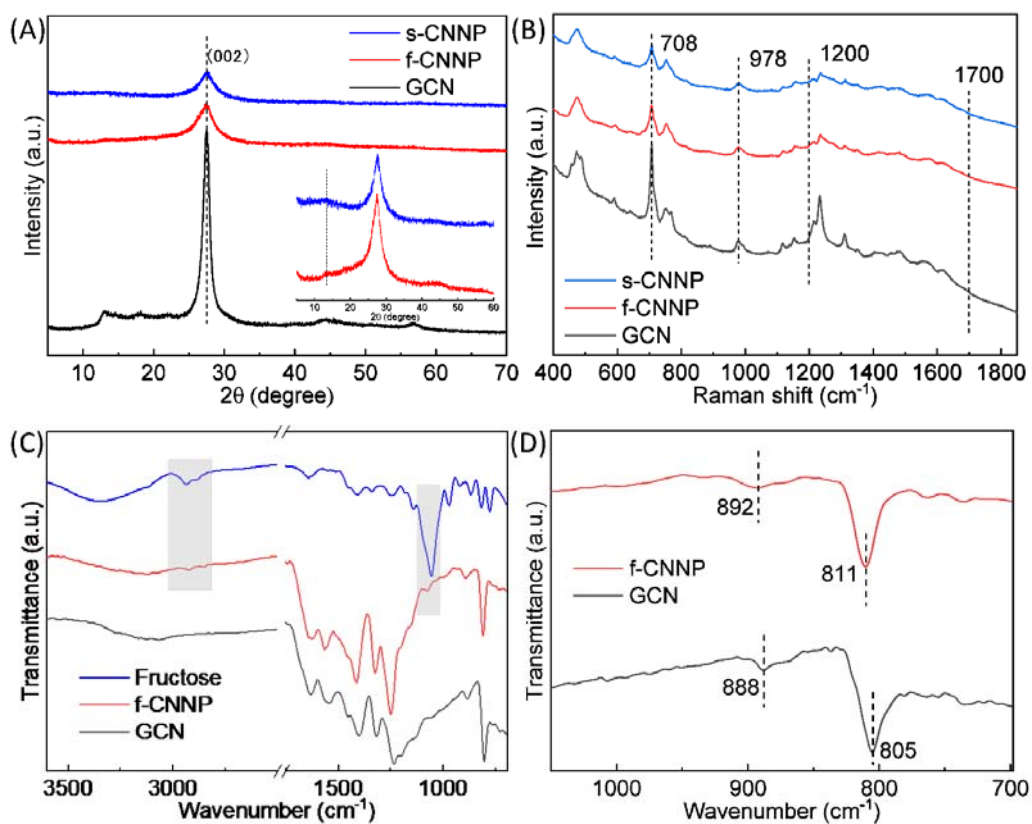 (A)
(002)
s-CNNP
f-CNNP
GCN
Intensity (a.u.)
10 20 30 40 50 60
2θ (degree)
10 20 30 40 50 60 70
2θ (degree)
(B)
708 978 1200 1700
s-CNNP
f-CNNP
GCN
Intensity (a.u.)
400 600 800 1000 1200 1400 1600 1800
Raman shift (cm-1)
(C)
Fructose
f-CNNP
GCN
Transmittance (a.u.)
3500 3000 1500 1000
Wavenumber (cm-1)
(D)
892
811
f-CNNP
GCN
888
805
Transmittance (a.u.)
1000 900 800 700
Wavenumber (cm-1)